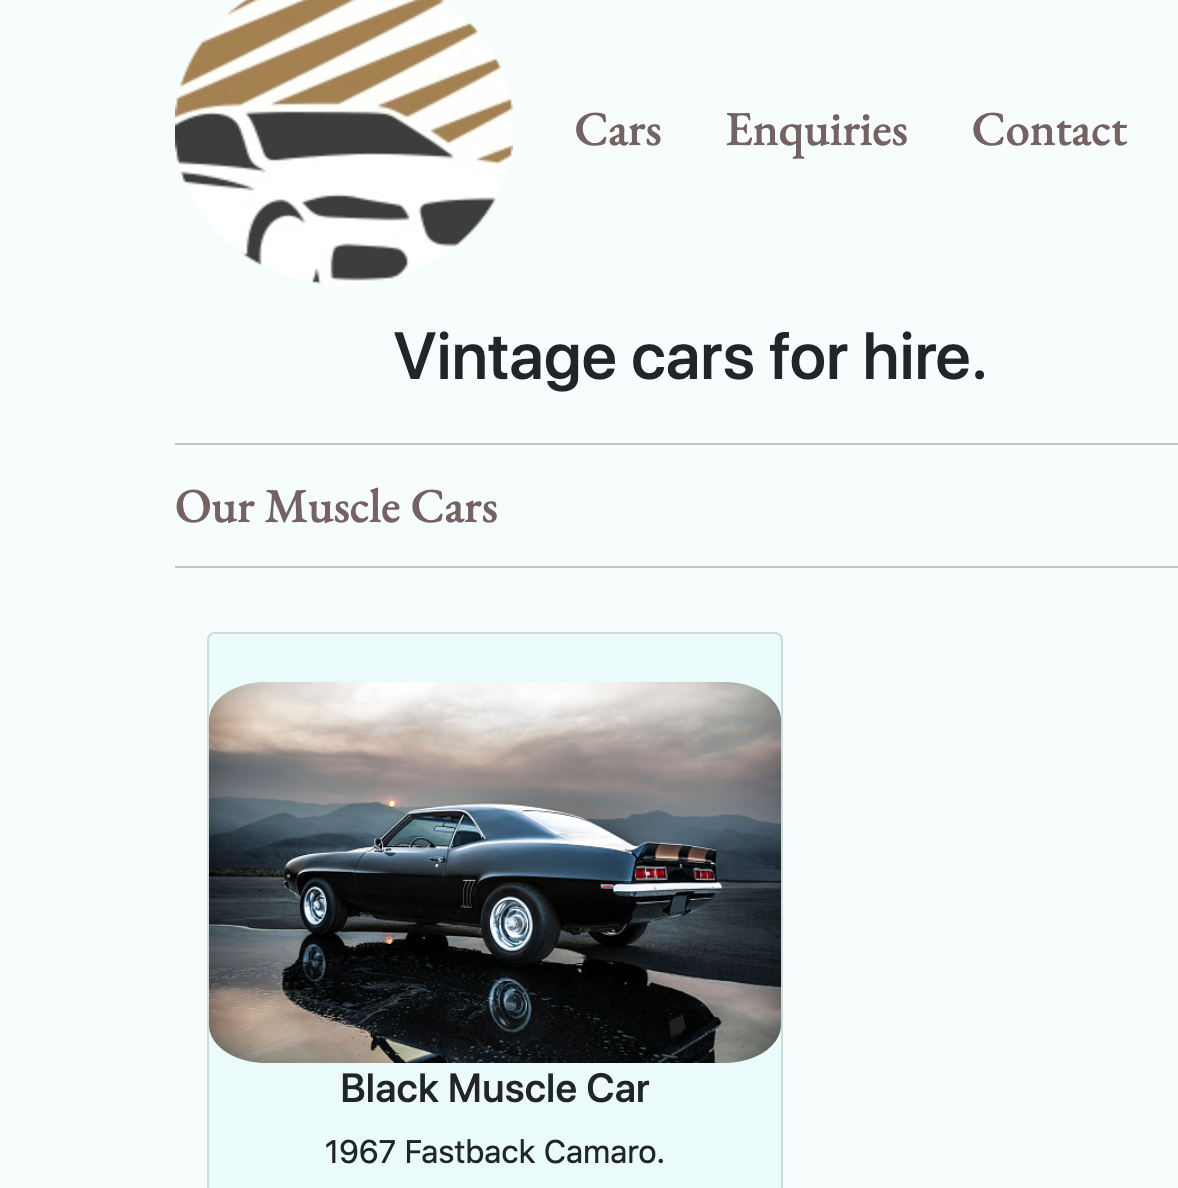 Cars Enquiries Contact
Vintage cars for hire.
Our Muscle Cars
Black Muscle Car
1967 Fastback Camaro.